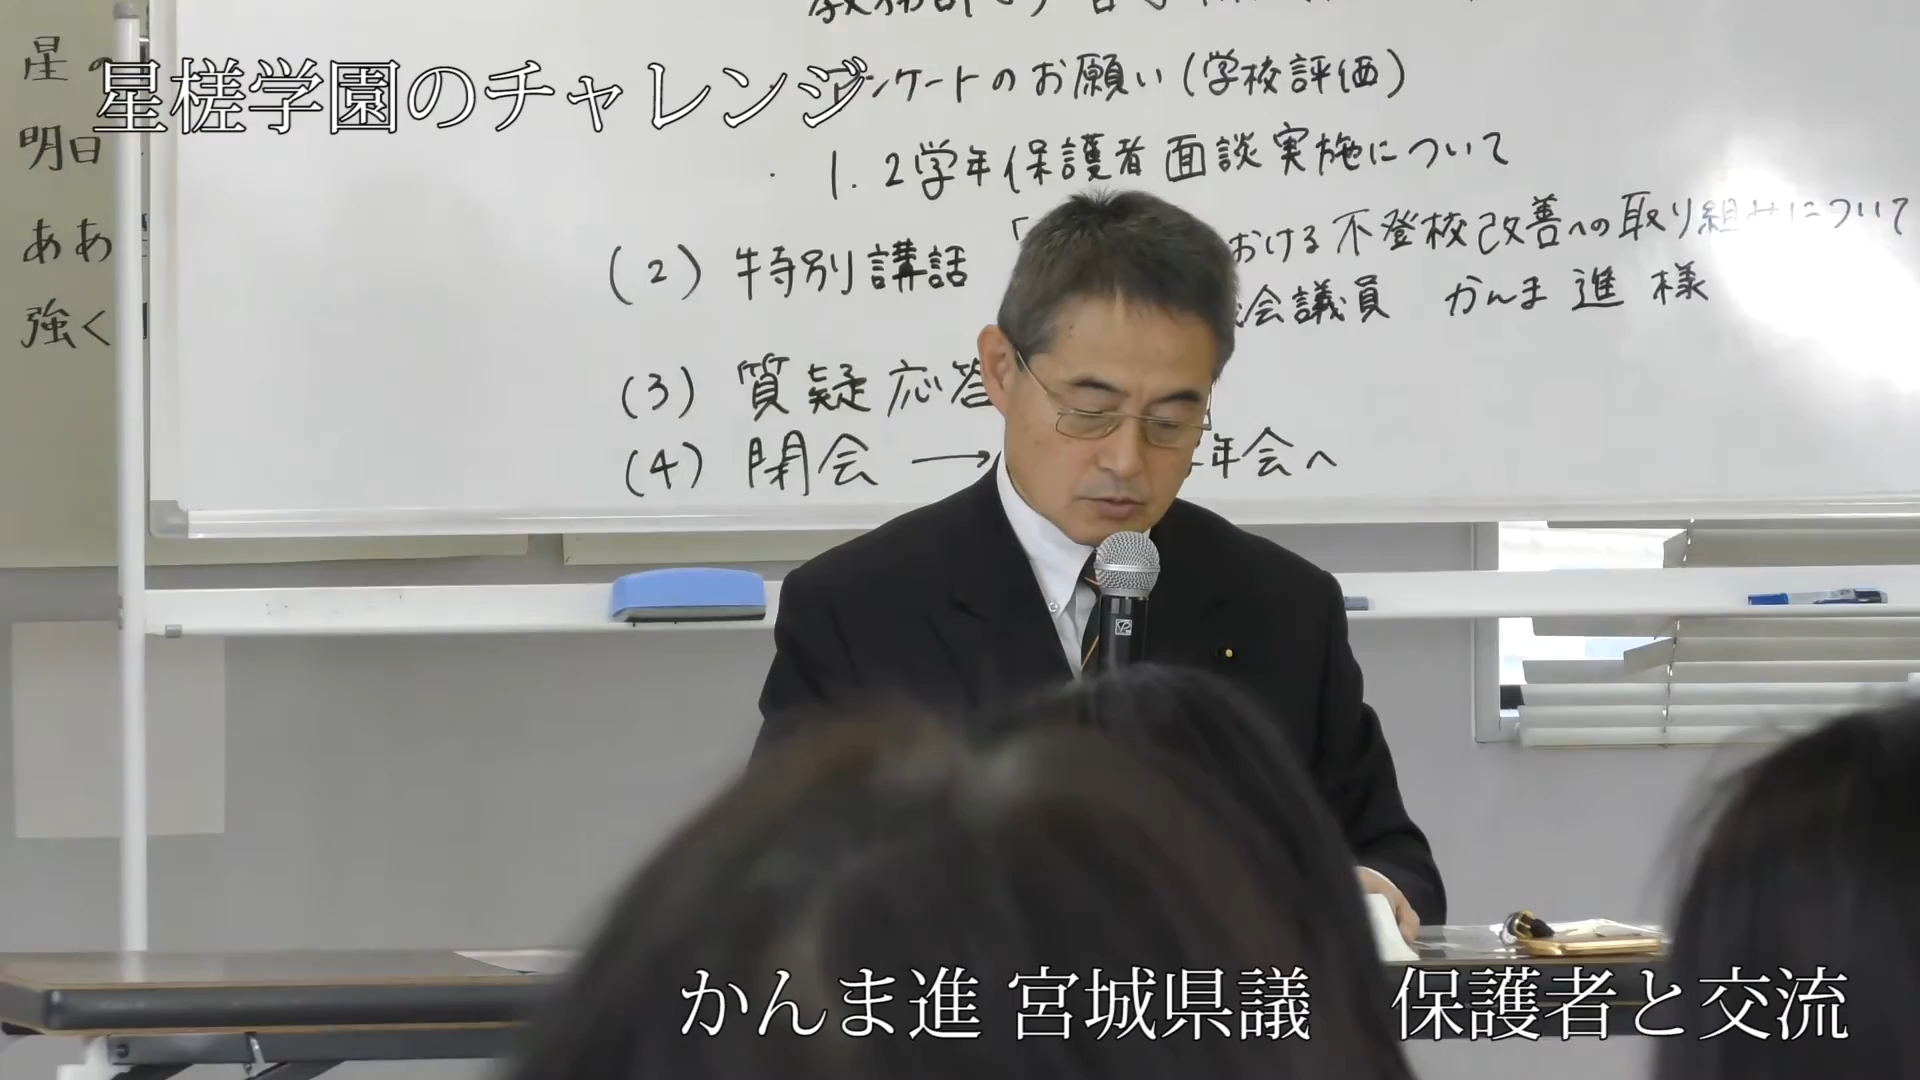 星槎学園のチャレンジ
ンケートのお願い(学校評価)
1.2学年保護者面談実施について
(2) 特別講話「
おける不登校改善への取り組みについて
会議員 かんま 進 様
(3) 質疑応答
(4) 閉会 →
年会へ
星の
明日
ああ
強く
かんま進 宮城県議 保護者と交流